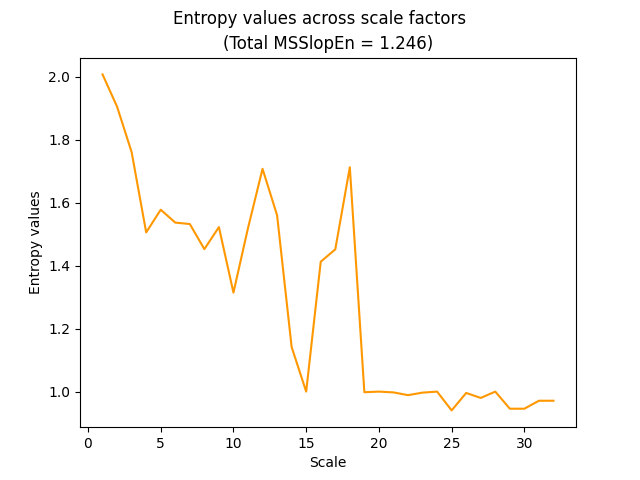 Entropy values across scale factors
(Total MSSlopEn = 1.246)
2.0
1.8
1.6
1.4
1.2
1.0
Entropy values
0 5 10 15 20 25 30
Scale